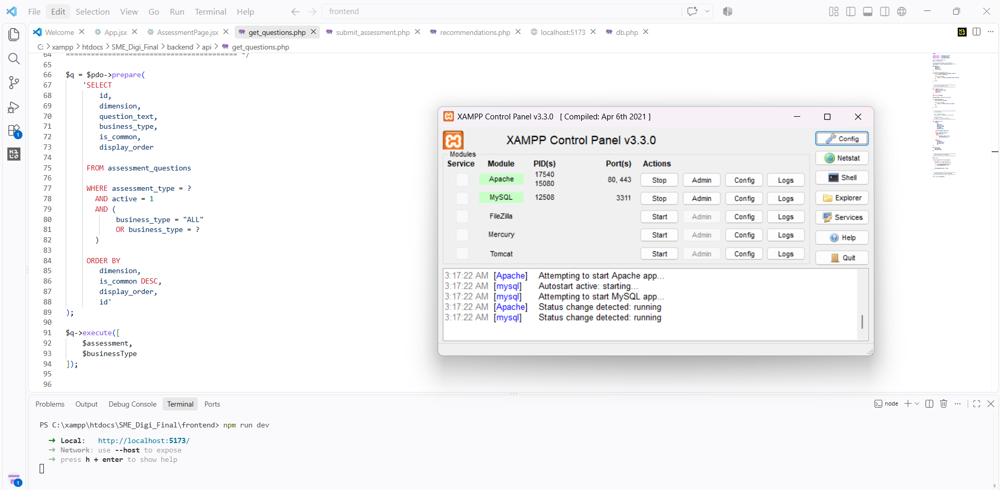 File Edit Selection View Go Run Terminal Help
frontend
Welcome App.jsx AssessmentPage.jsx get_questions.php submit_assessment.php recommendations.php localhost:5173 db.php
C: > xampp > htdocs > SME_Digi_Final > backend > api > get_questions.php
64 ========================================= */
65
66 $q = $pdo->prepare(
67 'SELECT
68 id,
69 dimension,
70 question_text,
71 business_type,
72 is_common,
73 display_order
74
75 FROM assessment_questions
76
77 WHERE assessment_type = ?
78 AND active = 1
79 AND (
80 business_type = "ALL"
81 OR business_type = ?
82 )
83
84 ORDER BY
85 dimension,
86 is_common DESC,
87 display_order,
88 id'
89 );
90
91 $q->execute([
92 $assessment,
93 $businessType
94 ]);
95
96
XAMPP Control Panel v3.3.0 [ Compiled: Apr 6th 2021 ]
XAMPP Control Panel v3.3.0
Config
Modules
Service Module PID(s) Port(s) Actions
Netstat
Apache 17540 15080 80, 443 Stop Admin Config Logs
Shell
MySQL 12508 3311 Stop Admin Config Logs
Explorer
FileZilla Start Admin Config Logs
Services
Mercury Start Admin Config Logs
Help
Tomcat Start Admin Config Logs
Quit
3:17:22 AM [Apache] Attempting to start Apache app...
3:17:22 AM [mysql] Autostart active: starting...
3:17:22 AM [mysql] Attempting to start MySQL app...
3:17:22 AM [Apache] Status change detected: running
3:17:22 AM [mysql] Status change detected: running
Problems Output Debug Console Terminal Ports
node
PS C:\xampp\htdocs\SME_Digi_Final\frontend> npm run dev
➜ Local: http://localhost:5173/
➜ Network: use --host to expose
➜ press h + enter to show help
1
1